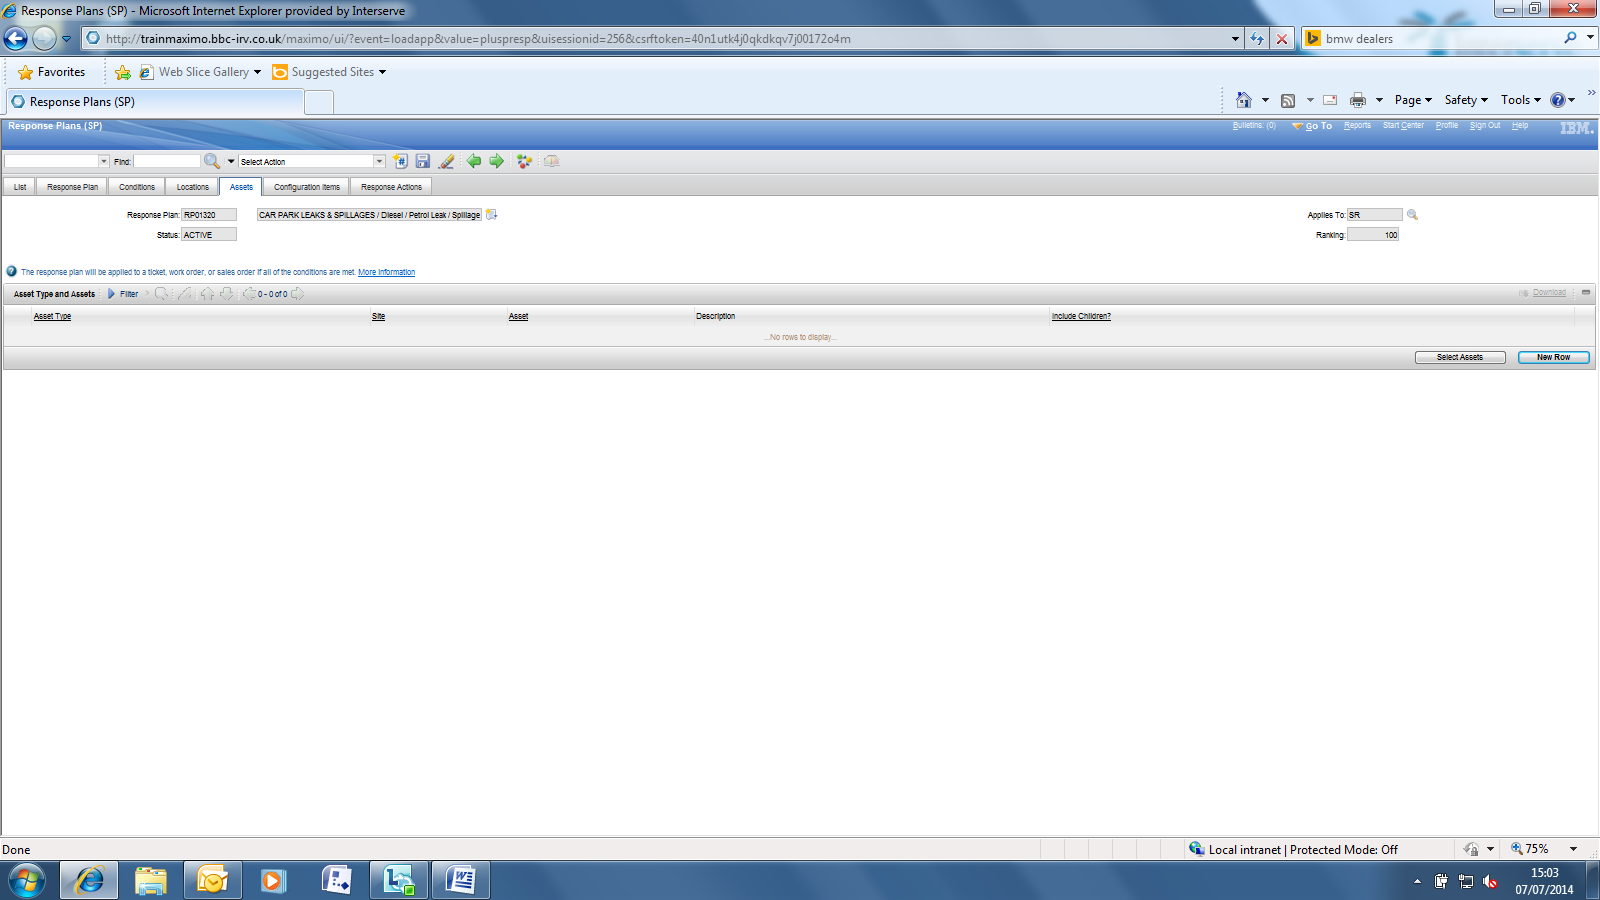 Response Plans (SP) - Microsoft Internet Explorer provided by Interserve
http://trainmaximo.bbc-irv.co.uk/maximo/ui/?event=loadapp&value=pluspresp&uisessionid=256&csrftoken=40n1utk4j0qkdkqv7j00172o4m
bmw dealers
Favorites
Web Slice Gallery
Suggested Sites
Response Plans (SP)
Page
Safety
Tools
Response Plans (SP)
Bulletins: (0)
Go To
Reports
Start Center
Profile
Sign Out
Help
IBM.
Find:
Select Action
List
Response Plan
Conditions
Locations
Assets
Configuration Items
Response Actions
Response Plan: RP01320
CAR PARK LEAKS & SPILLAGES / Diesel / Petrol Leak / Spillage
Applies To: SR
Status: ACTIVE
Ranking: 100
The response plan will be applied to a ticket, work order, or sales order if all of the conditions are met. More Information
Asset Type and Assets
Filter
0 - 0 of 0
Download
Asset Type
Site
Asset
Description
Include Children?
...No rows to display...
Select Assets
New Row
Done
Local intranet | Protected Mode: Off
75%
15:03
07/07/2014